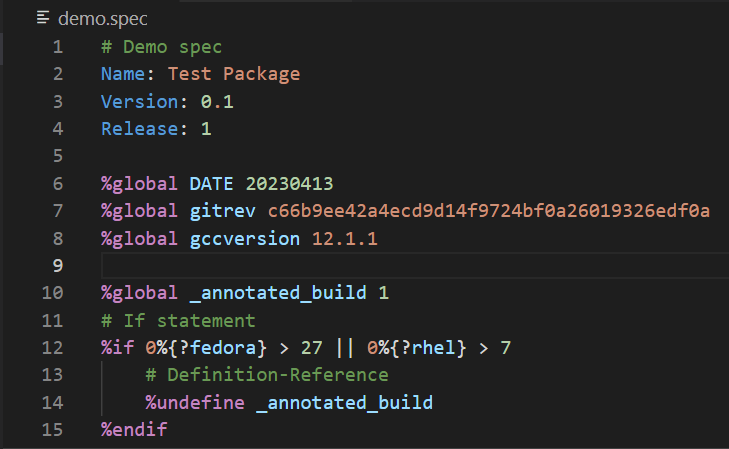 demo.spec
1 # Demo spec
2 Name: Test Package
3 Version: 0.1
4 Release: 1
5
6 %global DATE 20230413
7 %global gitrev c66b9ee42a4ecd9d14f9724bf0a26019326edf0a
8 %global gccversion 12.1.1
9
10 %global _annotated_build 1
11 # If statement
12 %if 0%{?fedora} > 27 || 0%{?rhel} > 7
13     # Definition-Reference
14     %undefine _annotated_build
15 %endif